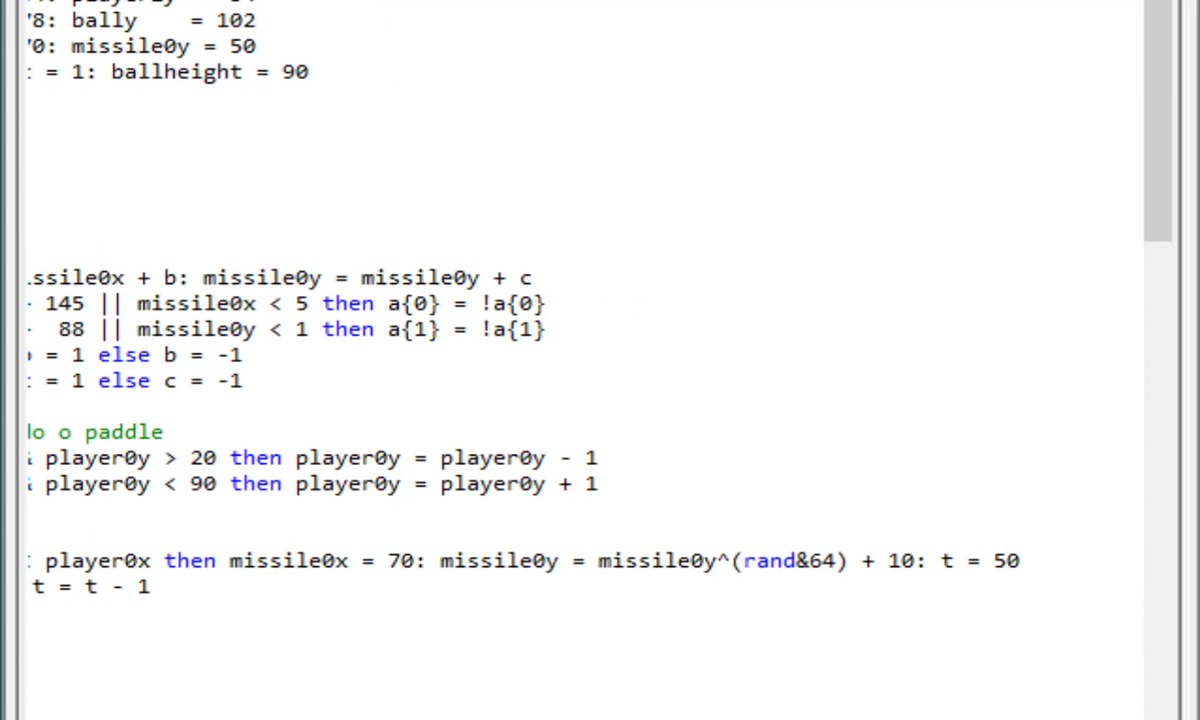 '8: bally    = 102
'0: missile0y = 50
: = 1: ballheight = 90
ssile0x + b: missile0y = missile0y + c
145 || missile0x < 5 then a{0} = !a{0}
88 || missile0y < 1 then a{1} = !a{1}
= 1 else b = -1
: = 1 else c = -1
lo o paddle
player0y > 20 then player0y = player0y - 1
player0y < 90 then player0y = player0y + 1
player0x then missile0x = 70: missile0y = missile0y^(rand&64) + 10: t = 50
t = t - 1